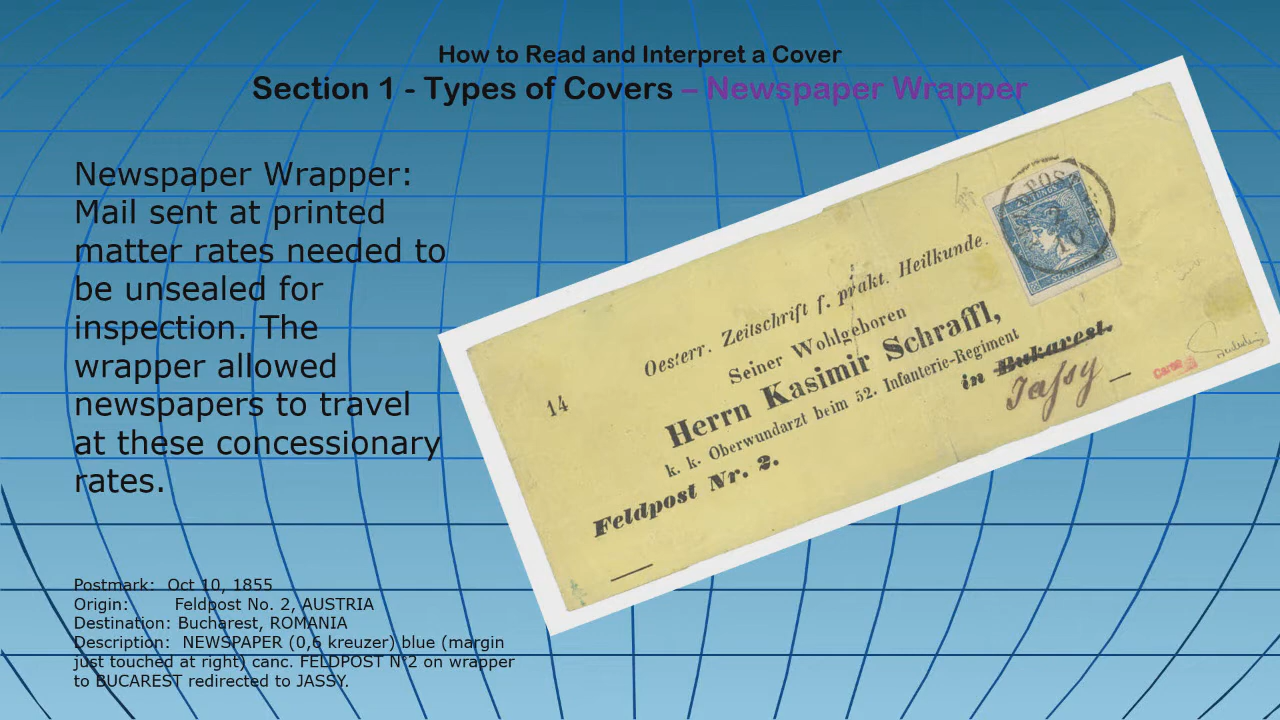 How to Read and Interpret a Cover
Section 1 - Types of Covers – Newspaper Wrapper
Newspaper Wrapper:
Mail sent at printed
matter rates needed to
be unsealed for
inspection. The
wrapper allowed
newspapers to travel
at these concessionary
rates.
Postmark: Oct 10, 1855
Origin: Feldpost No. 2, AUSTRIA
Destination: Bucharest, ROMANIA
Description: NEWSPAPER (0,6 kreuzer) blue (margin
just touched at right) canc. FELDPOST N°2 on wrapper
to BUCAREST redirected to JASSY.
Oesterr. Zeitschrift f. prakt. Heilkunde.
14
Seiner Wohlgeboren
Herrn Kasimir Schraffl,
k. k. Oberwundarzt beim 52. Infanterie-Regiment
in Bukarest.
Jassy
Feldpost Nr. 2.